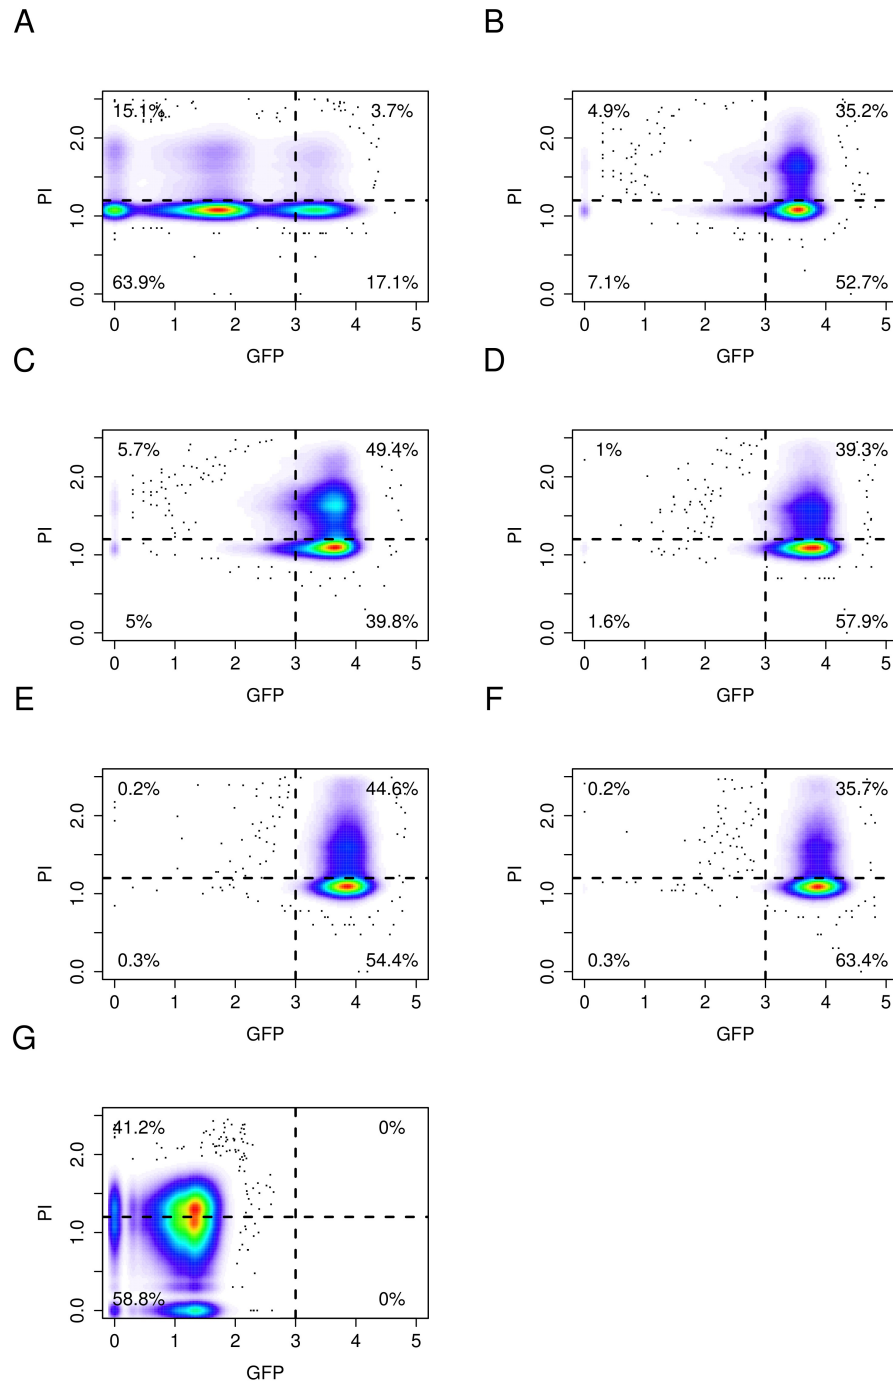 A
B
15.1%
3.7%
63.9%
17.1%
PI
0.0
1.0
2.0
0 1 2 3 4 5
GFP
4.9%
35.2%
7.1%
52.7%
PI
0.0
1.0
2.0
0 1 2 3 4 5
GFP
C
D
5.7%
49.4%
5%
39.8%
PI
0.0
1.0
2.0
0 1 2 3 4 5
GFP
1%
39.3%
1.6%
57.9%
PI
0.0
1.0
2.0
0 1 2 3 4 5
GFP
E
F
0.2%
44.6%
0.3%
54.4%
PI
0.0
1.0
2.0
0 1 2 3 4 5
GFP
0.2%
35.7%
0.3%
63.4%
PI
0.0
1.0
2.0
0 1 2 3 4 5
GFP
G
41.2%
0%
58.8%
0%
PI
0.0
1.0
2.0
0 1 2 3 4 5
GFP